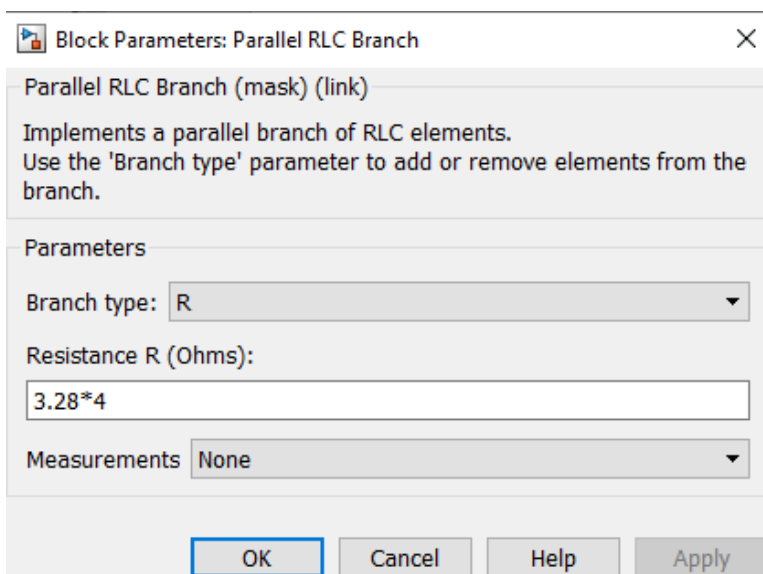 Block Parameters: Parallel RLC Branch
Parallel RLC Branch (mask) (link)
Implements a parallel branch of RLC elements.
Use the 'Branch type' parameter to add or remove elements from the
branch.
Parameters
Branch type: R
Resistance R (Ohms):
3.28*4
Measurements None
OK Cancel Help Apply